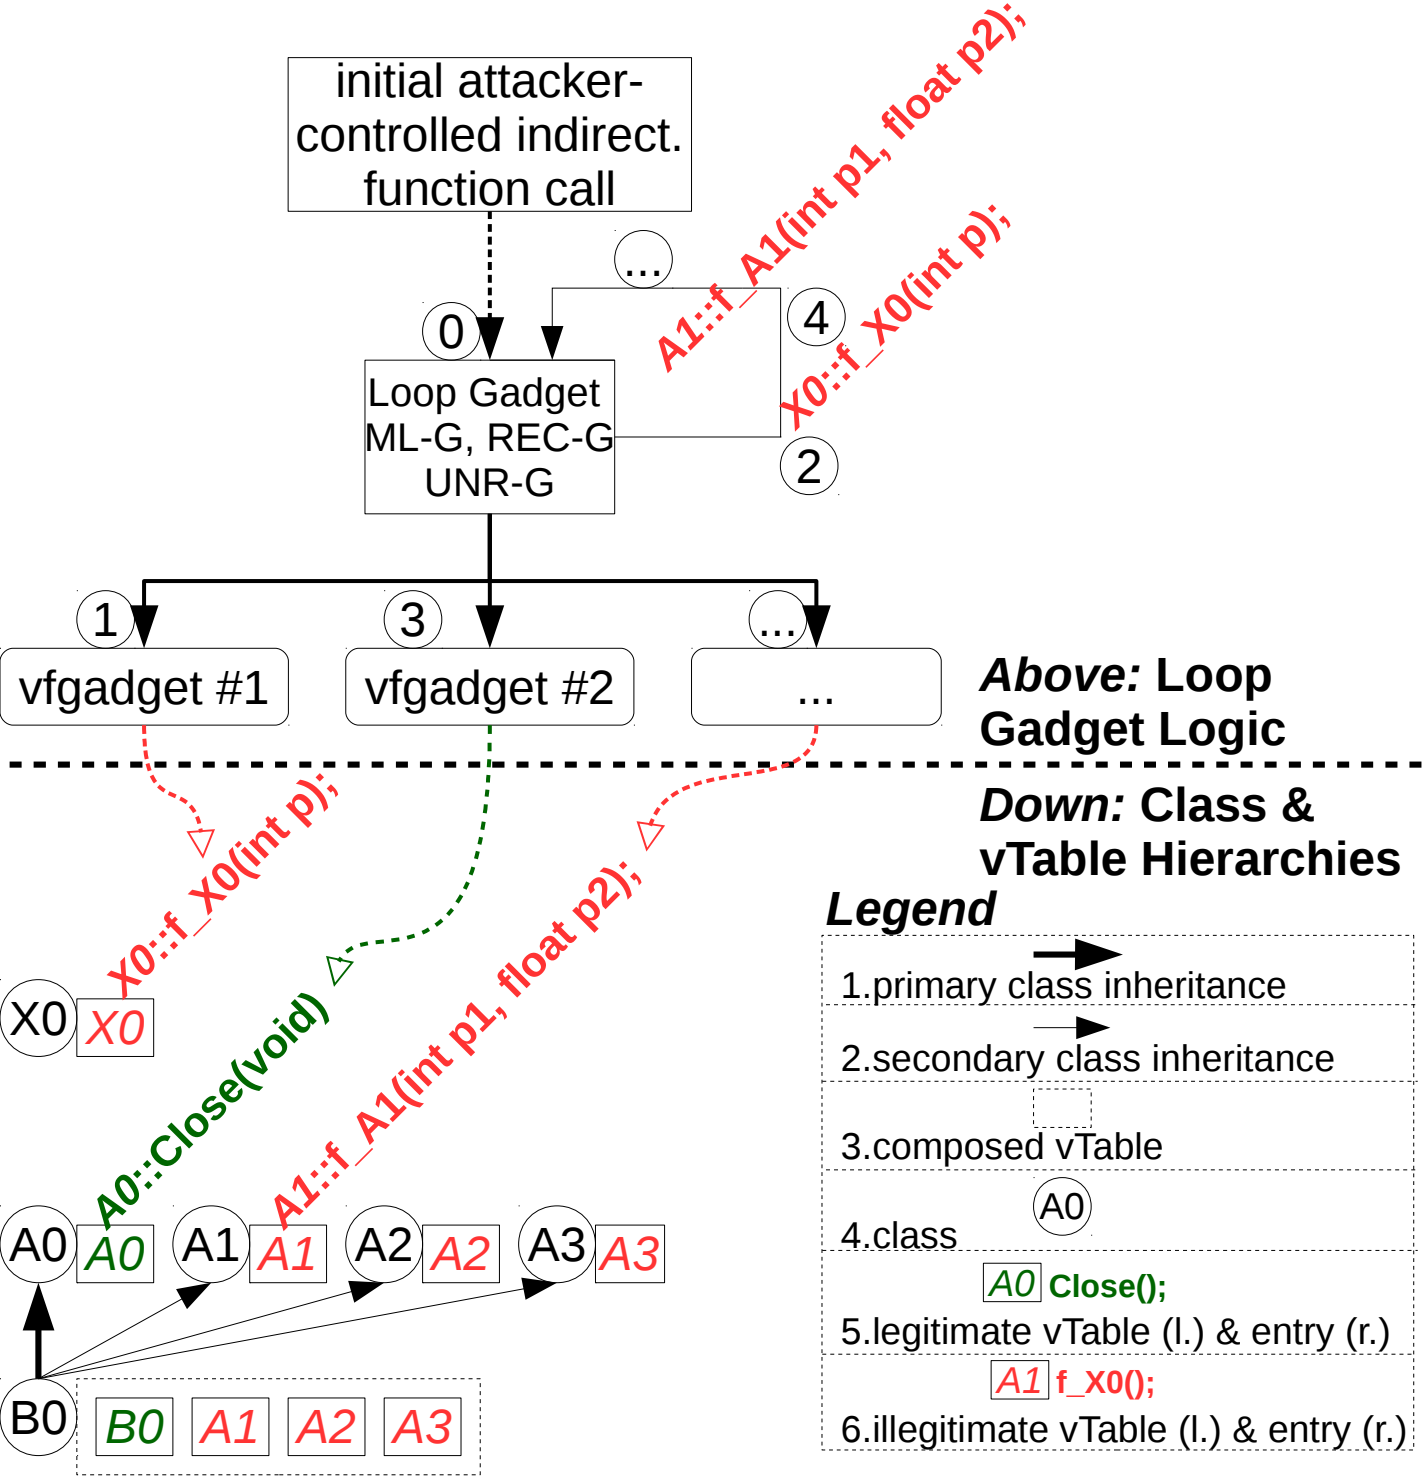 initial attacker-
controlled indirect.
function call
...
A1::f_A1(int p1, float p2);
0
4
X0::f_X0(int p);
Loop Gadget
ML-G, REC-G
UNR-G
2
1
3
...
vfgadget #1
vfgadget #2
...
Above: Loop
Gadget Logic
Down: Class &
vTable Hierarchies
X0::f_X0(int p);
A0::Close(void)
A1::f_A1(int p1, float p2);
X0
X0
A0
A0
A1
A1
A2
A2
A3
A3
B0
B0
A1
A2
A3
Legend
1.primary class inheritance
2.secondary class inheritance
3.composed vTable
A0
4.class
A0 Close();
5.legitimate vTable (l.) & entry (r.)
A1 f_X0();
6.illegitimate vTable (l.) & entry (r.)